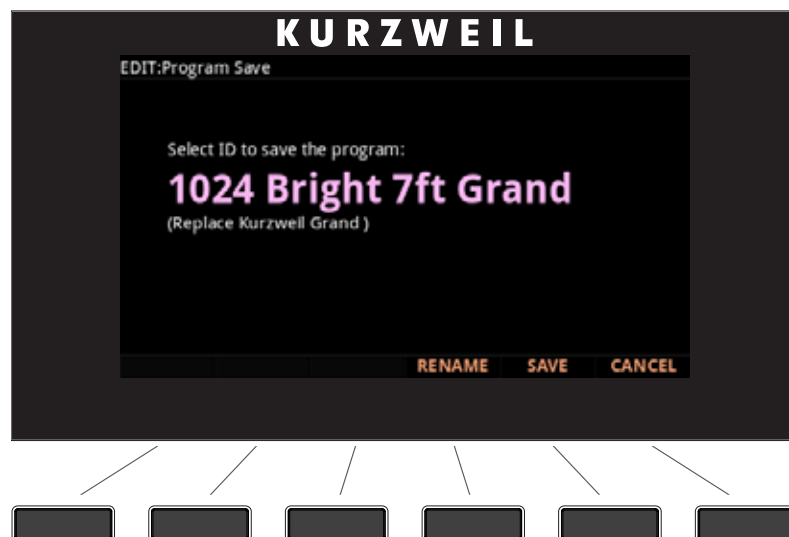 KURZWEIL
EDIT:Program Save
Select ID to save the program:
1024 Bright 7ft Grand
(Replace Kurzweil Grand )
RENAME SAVE CANCEL